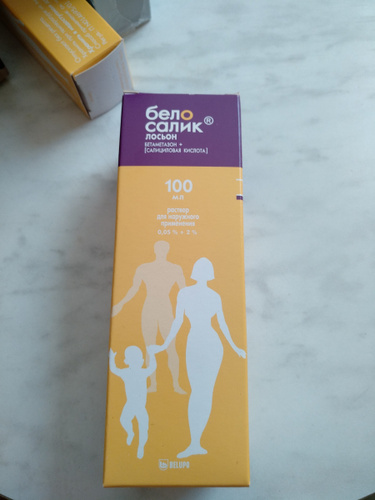 бело
салик®
лосьон
БЕТАМЕТАЗОН +
[САЛИЦИЛОВАЯ КИСЛОТА]
100
мл
раствор
для наружного
применения
0,05 % + 2 %
BELUPO